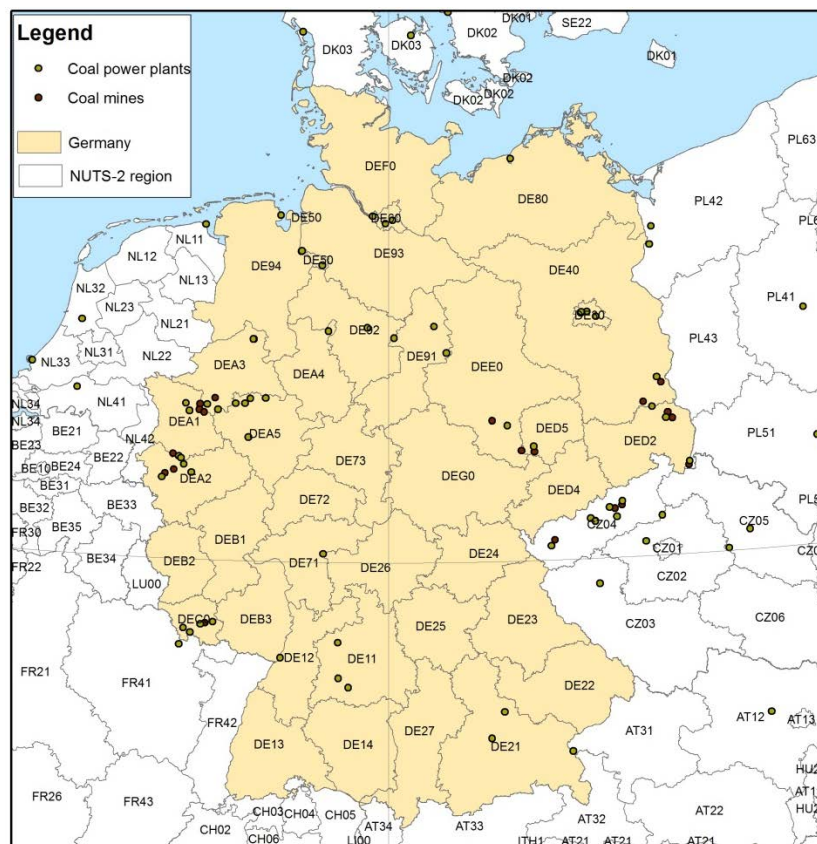 Legend
Coal power plants
Coal mines
Germany
NUTS-2 region
DK03
DK03
DK02
DK01
SE22
DK01
DK02
DK02
DK02
PL63
DEF0
DE80
PL42
DE50
DE60
NL11
NL12
NL13
DE93
DE50
DE94
DE40
NL32
NL23
NL21
PL41
DE92
DE30
PL43
NL33
NL31
NL22
DE91
DEA3
DEA4
DEE0
NL34
NL41
NL34
DEA1
BE23
BE21
NL42
DEA5
DED5
DED2
PL51
BE10
BE24
BE22
DEA2
DE73
DEG0
BE31
BE33
DE72
DED4
BE32
CZ04
CZ05
FR30
BE35
BE34
DEB1
CZ01
FR22
DEB2
DE71
DE26
DE24
CZ02
LU00
DEC0
DEB3
DE25
DE23
CZ03
CZ06
FR21
FR41
DE12
DE11
DE22
FR42
AT31
AT12
AT13
DE13
DE14
DE27
DE21
FR26
FR43
CH03
CH04
CH05
AT32
AT22
CH02
CH06
AT34
AT33
ITH1
AT21
AT21
AT21